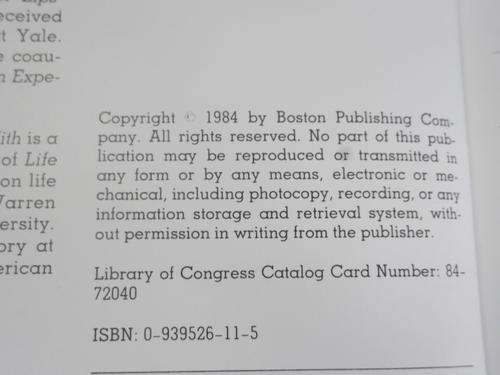 eceived
t Yale.
e coau-
n Expe-
ith is a
of Life
on life
Warren
ersity.
ory at
erican
Copyright © 1984 by Boston Publishing Com-
pany. All rights reserved. No part of this pub-
lication may be reproduced or transmitted in
any form or by any means, electronic or me-
chanical, including photocopy, recording, or any
information storage and retrieval system, with-
out permission in writing from the publisher.
Library of Congress Catalog Card Number: 84-
72040
ISBN: 0-939526-11-5